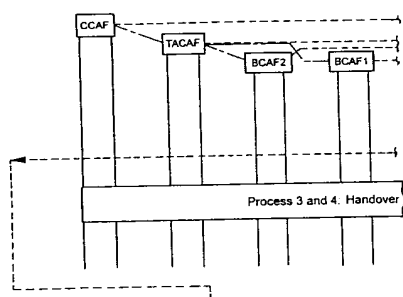 CCAF
TACAF
BCAF2
BCAF1
Process 3 and 4: Handover